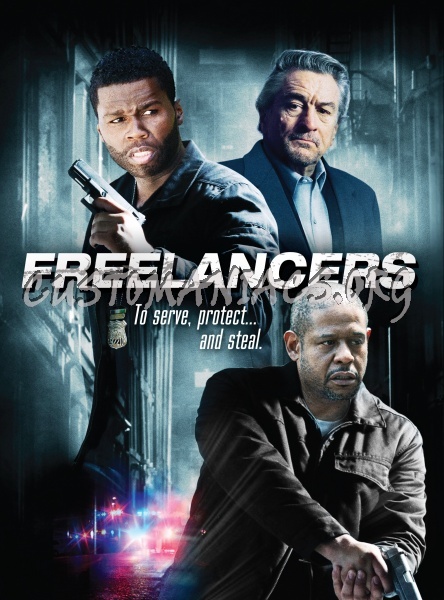 FREELANCERS
CUSTOMANIACS.ORG
To serve, protect...
and steal.